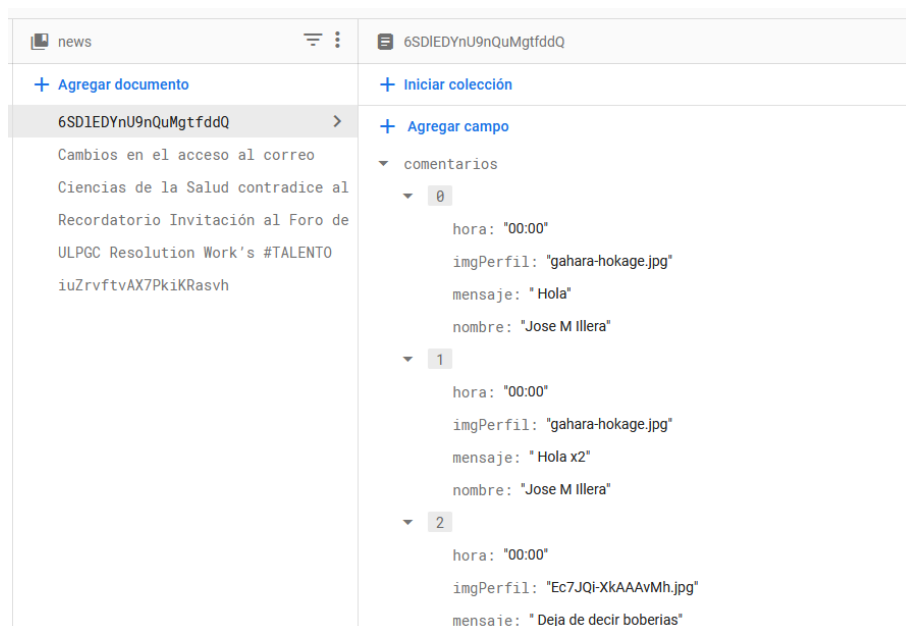 news
6SDlEDYnU9nQuMgtfddQ
Agregar documento
Iniciar colección
6SDlEDYnU9nQuMgtfddQ
Agregar campo
Cambios en el acceso al correo
comentarios
Ciencias de la Salud contradice al
0
Recordatorio Invitación al Foro de
hora: "00:00"
ULPGC Resolution Work's #TALENTO
imgPerfil: "gahara-hokage.jpg"
iuZrvftvAX7PkiKRasvh
mensaje: " Hola"
nombre: "Jose M Illera"
1
hora: "00:00"
imgPerfil: "gahara-hokage.jpg"
mensaje: " Hola x2"
nombre: "Jose M Illera"
2
hora: "00:00"
imgPerfil: "Ec7JQi-XkAAAvMh.jpg"
mensaje: " Deja de decir boberias"